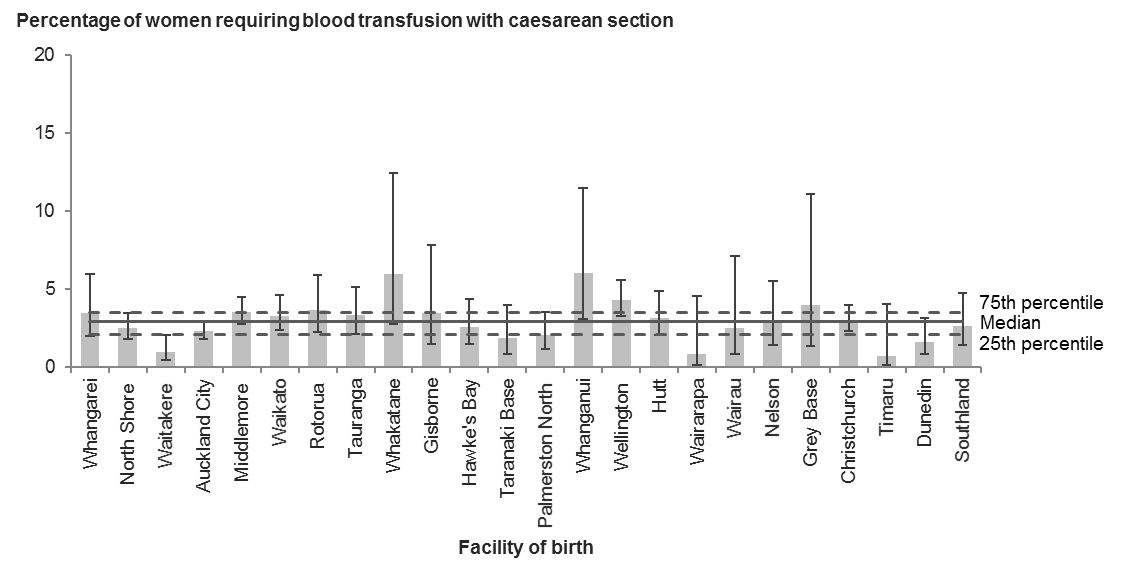 Percentage of women requiring blood transfusion with caesarean section
20
15
10
5
0
75th percentile
Median
25th percentile
Whangarei
North Shore
Waitakere
Auckland City
Middlemore
Waikato
Rotorua
Tauranga
Whakatane
Gisborne
Hawke's Bay
Taranaki Base
Palmerston North
Whanganui
Wellington
Hutt
Wairarapa
Wairau
Nelson
Grey Base
Christchurch
Timaru
Dunedin
Southland
Facility of birth